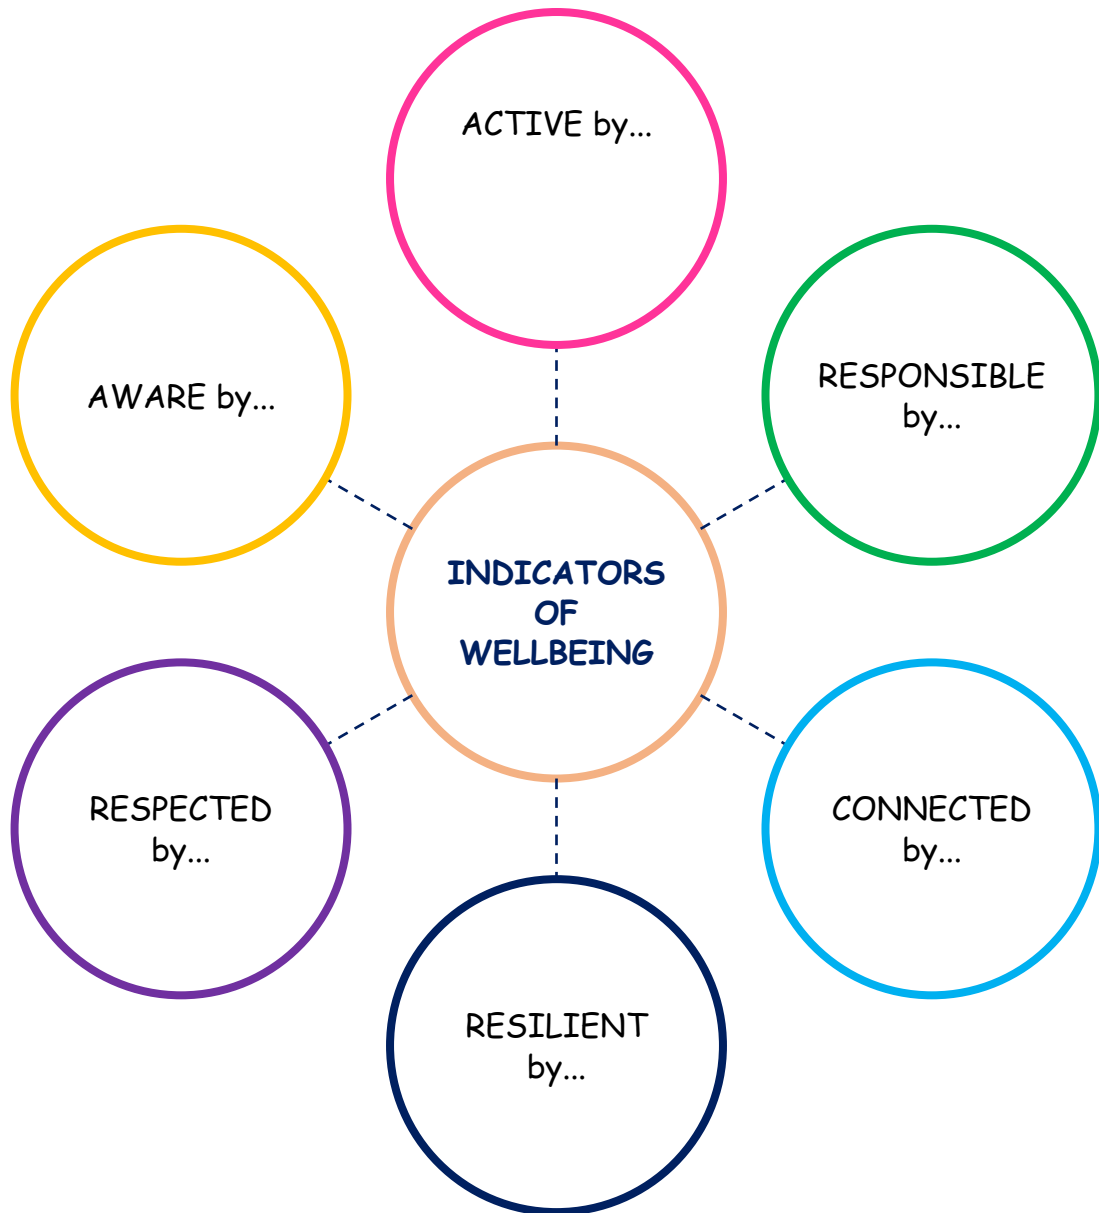 ACTIVE by...
AWARE by...
RESPONSIBLE
by...
INDICATORS
OF
WELLBEING
RESPECTED
by...
CONNECTED
by...
RESILIENT
by...